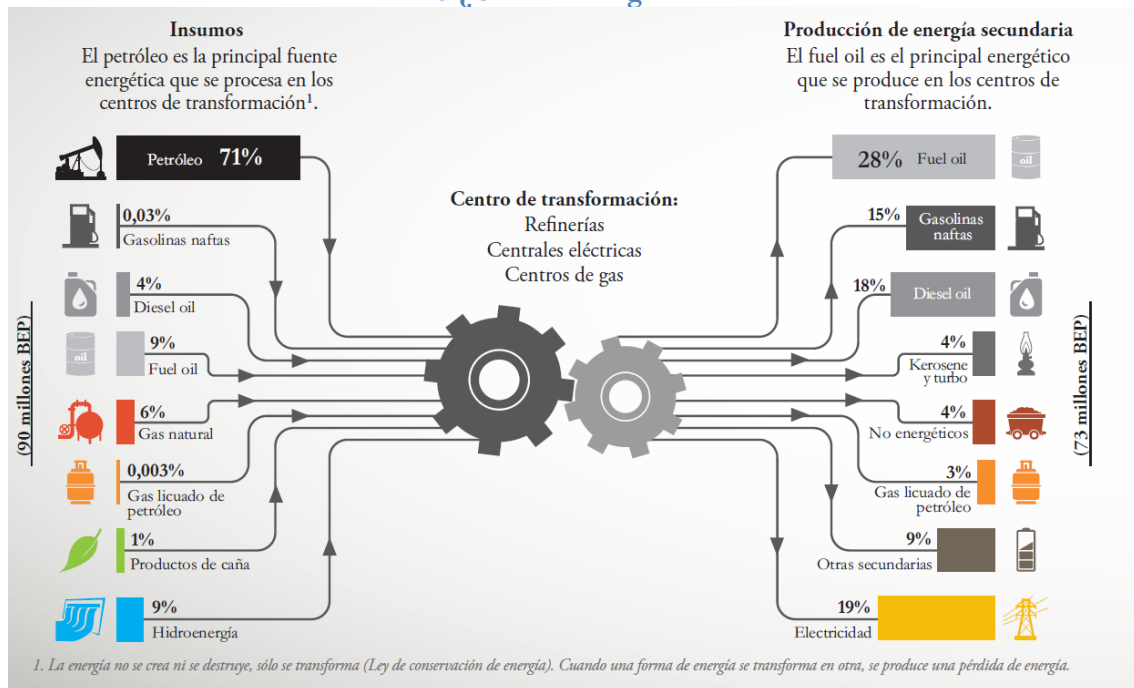 Insumos
El petróleo es la principal fuente
energética que se procesa en los
centros de transformación¹.
Petróleo 71%
0,03%
Gasolinas naftas
4%
Diesel oil
oil
9%
Fuel oil
6%
Gas natural
0,003%
Gas licuado de
petróleo
1%
Productos de caña
9%
Hidroenergía
(90 millones BEP)
Centro de transformación:
Refinerías
Centrales eléctricas
Centros de gas
Producción de energía secundaria
El fuel oil es el principal energético
que se produce en los centros de
transformación.
28% Fuel oil
oil
15% Gasolinas
naftas
18% Diesel oil
4%
Kerosene
y turbo
4%
No energéticos
3%
Gas licuado de
petróleo
9%
Otras secundarias
19%
Electricidad
(73 millones BEP)
1. La energía no se crea ni se destruye, sólo se transforma (Ley de conservación de energía). Cuando una forma de energía se transforma en otra, se produce una pérdida de energía.